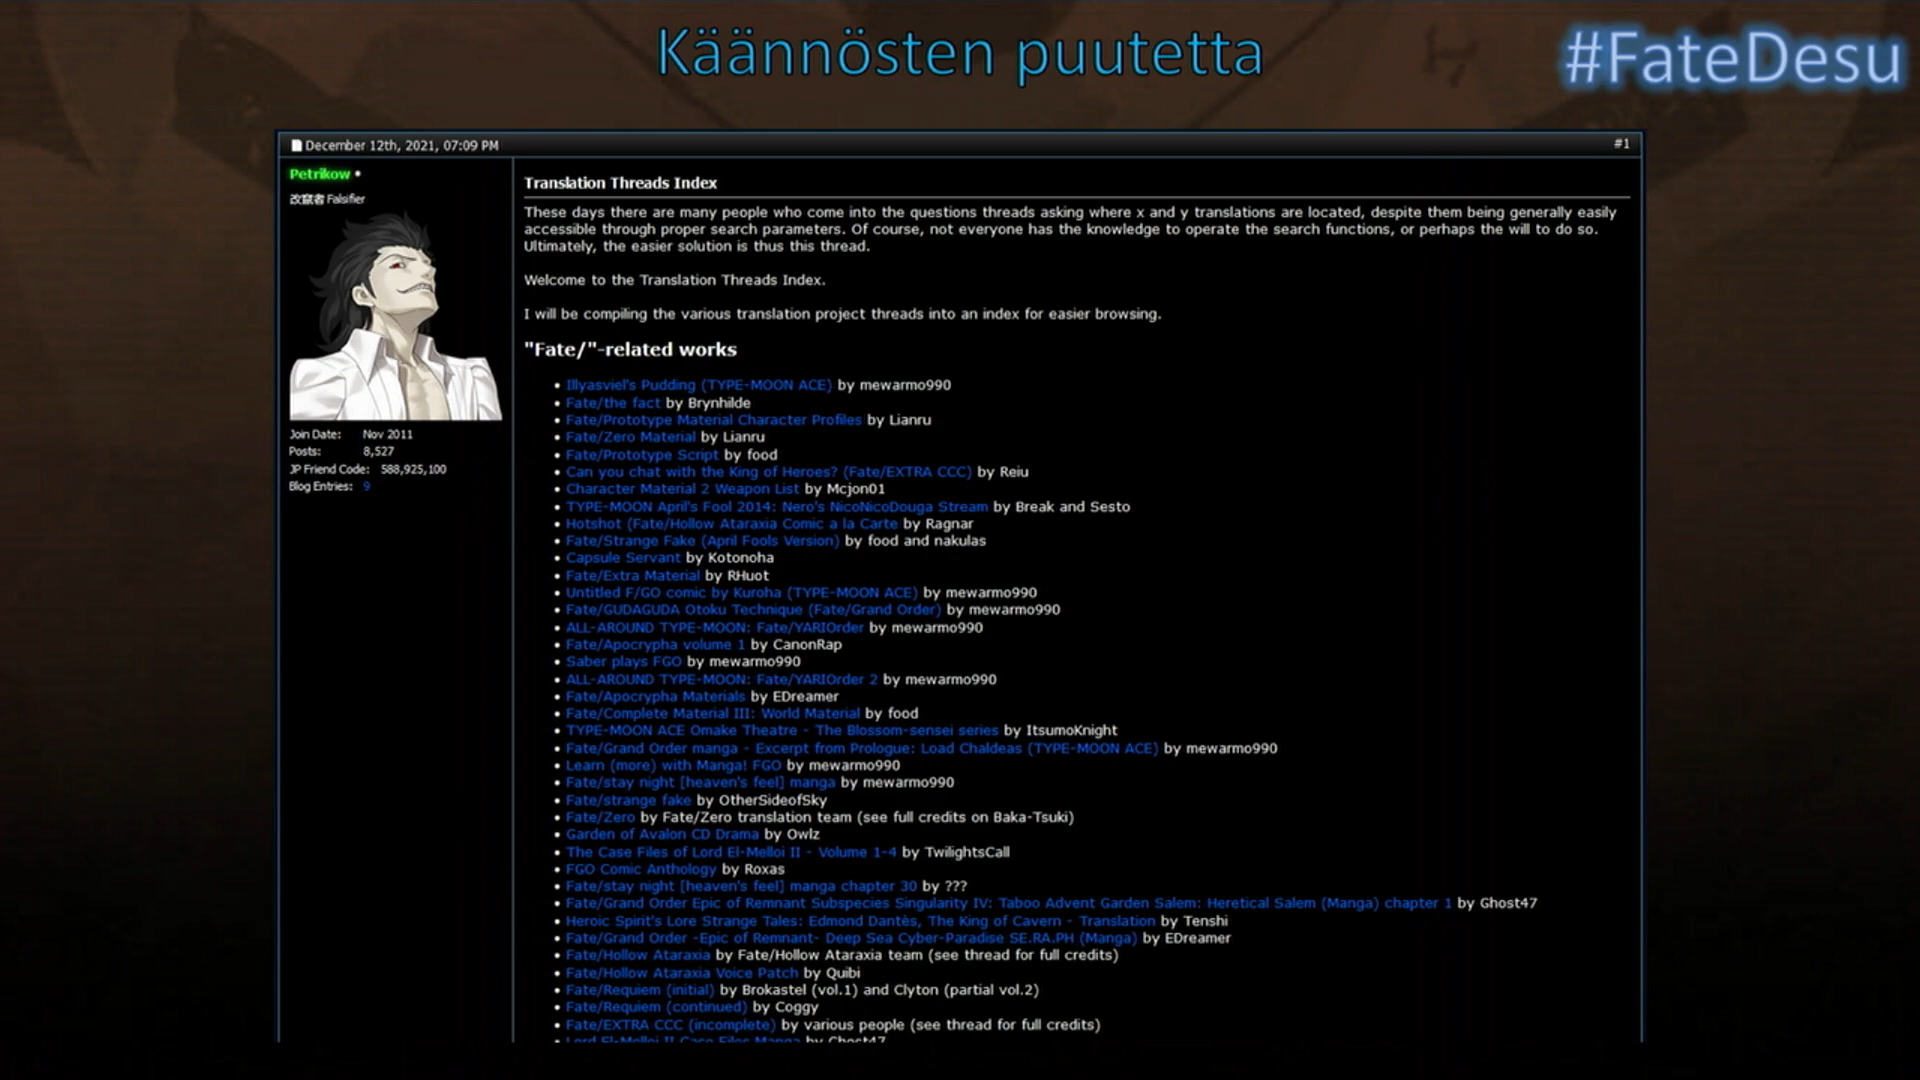 Käännösten puutetta
#FateDesu
December 12th, 2021, 07:09 PM
#1
Petrikow
改竄者 Falsifier
Join Date: Nov 2011
Posts: 8,527
JP Friend Code: 588,925,100
Blog Entries: 9
Translation Threads Index
These days there are many people who come into the questions threads asking where x and y translations are located, despite them being generally easily
accessible through proper search parameters. Of course, not everyone has the knowledge to operate the search functions, or perhaps the will to do so.
Ultimately, the easier solution is thus this thread.
Welcome to the Translation Threads Index.
I will be compiling the various translation project threads into an index for easier browsing.
"Fate/"-related works
• Illyasviel's Pudding (TYPE-MOON ACE) by mewarmo990
• Fate/the fact by Brynhilde
• Fate/Prototype Material Character Profiles by Lianru
• Fate/Zero Material by Lianru
• Fate/Prototype Script by food
• Can you chat with the King of Heroes? (Fate/EXTRA CCC) by Reiu
• Character Material 2 Weapon List by Mcjon01
• TYPE-MOON April's Fool 2014: Nero's NicoNicoDouga Stream by Break and Sesto
• Hotshot (Fate/Hollow Ataraxia Comic a la Carte by Ragnar
• Fate/Strange Fake (April Fools Version) by food and nakulas
• Capsule Servant by Kotonoha
• Fate/Extra Material by RHuot
• Untitled F/GO comic by Kuroha (TYPE-MOON ACE) by mewarmo990
• Fate/GUDAGUDA Otoku Technique (Fate/Grand Order) by mewarmo990
• ALL-AROUND TYPE-MOON: Fate/YARIOrder by mewarmo990
• Fate/Apocrypha volume 1 by CanonRap
• Saber plays FGO by mewarmo990
• ALL-AROUND TYPE-MOON: Fate/YARIOrder 2 by mewarmo990
• Fate/Apocrypha Materials by EDreamer
• Fate/Complete Material III: World Material by food
• TYPE-MOON ACE Omake Theatre - The Blossom-sensei series by ItsumoKnight
• Fate/Grand Order manga - Excerpt from Prologue: Load Chaldeas (TYPE-MOON ACE) by mewarmo990
• Learn (more) with Manga! FGO by mewarmo990
• Fate/stay night [heaven's feel] manga by mewarmo990
• Fate/strange fake by OtherSideofSky
• Fate/Zero by Fate/Zero translation team (see full credits on Baka-Tsuki)
• Garden of Avalon CD Drama by Owlz
• The Case Files of Lord El-Melloi II - Volume 1-4 by TwilightsCall
• FGO Comic Anthology by Roxas
• Fate/stay night [heaven's feel] manga chapter 30 by ???
• Fate/Grand Order Epic of Remnant Subspecies Singularity IV: Taboo Advent Garden Salem: Heretical Salem (Manga) chapter 1 by Ghost47
• Heroic Spirit's Lore Strange Tales: Edmond Dantès, The King of Cavern - Translation by Tenshi
• Fate/Grand Order -Epic of Remnant- Deep Sea Cyber-Paradise SE.RA.PH (Manga) by EDreamer
• Fate/Hollow Ataraxia by Fate/Hollow Ataraxia team (see thread for full credits)
• Fate/Hollow Ataraxia Voice Patch by Quibi
• Fate/Requiem (initial) by Brokastel (vol.1) and Clyton (partial vol.2)
• Fate/Requiem (continued) by Coggy
• Fate/EXTRA CCC (incomplete) by various people (see thread for full credits)
• Lord El-Melloi II Case Files Manga by Ghost47